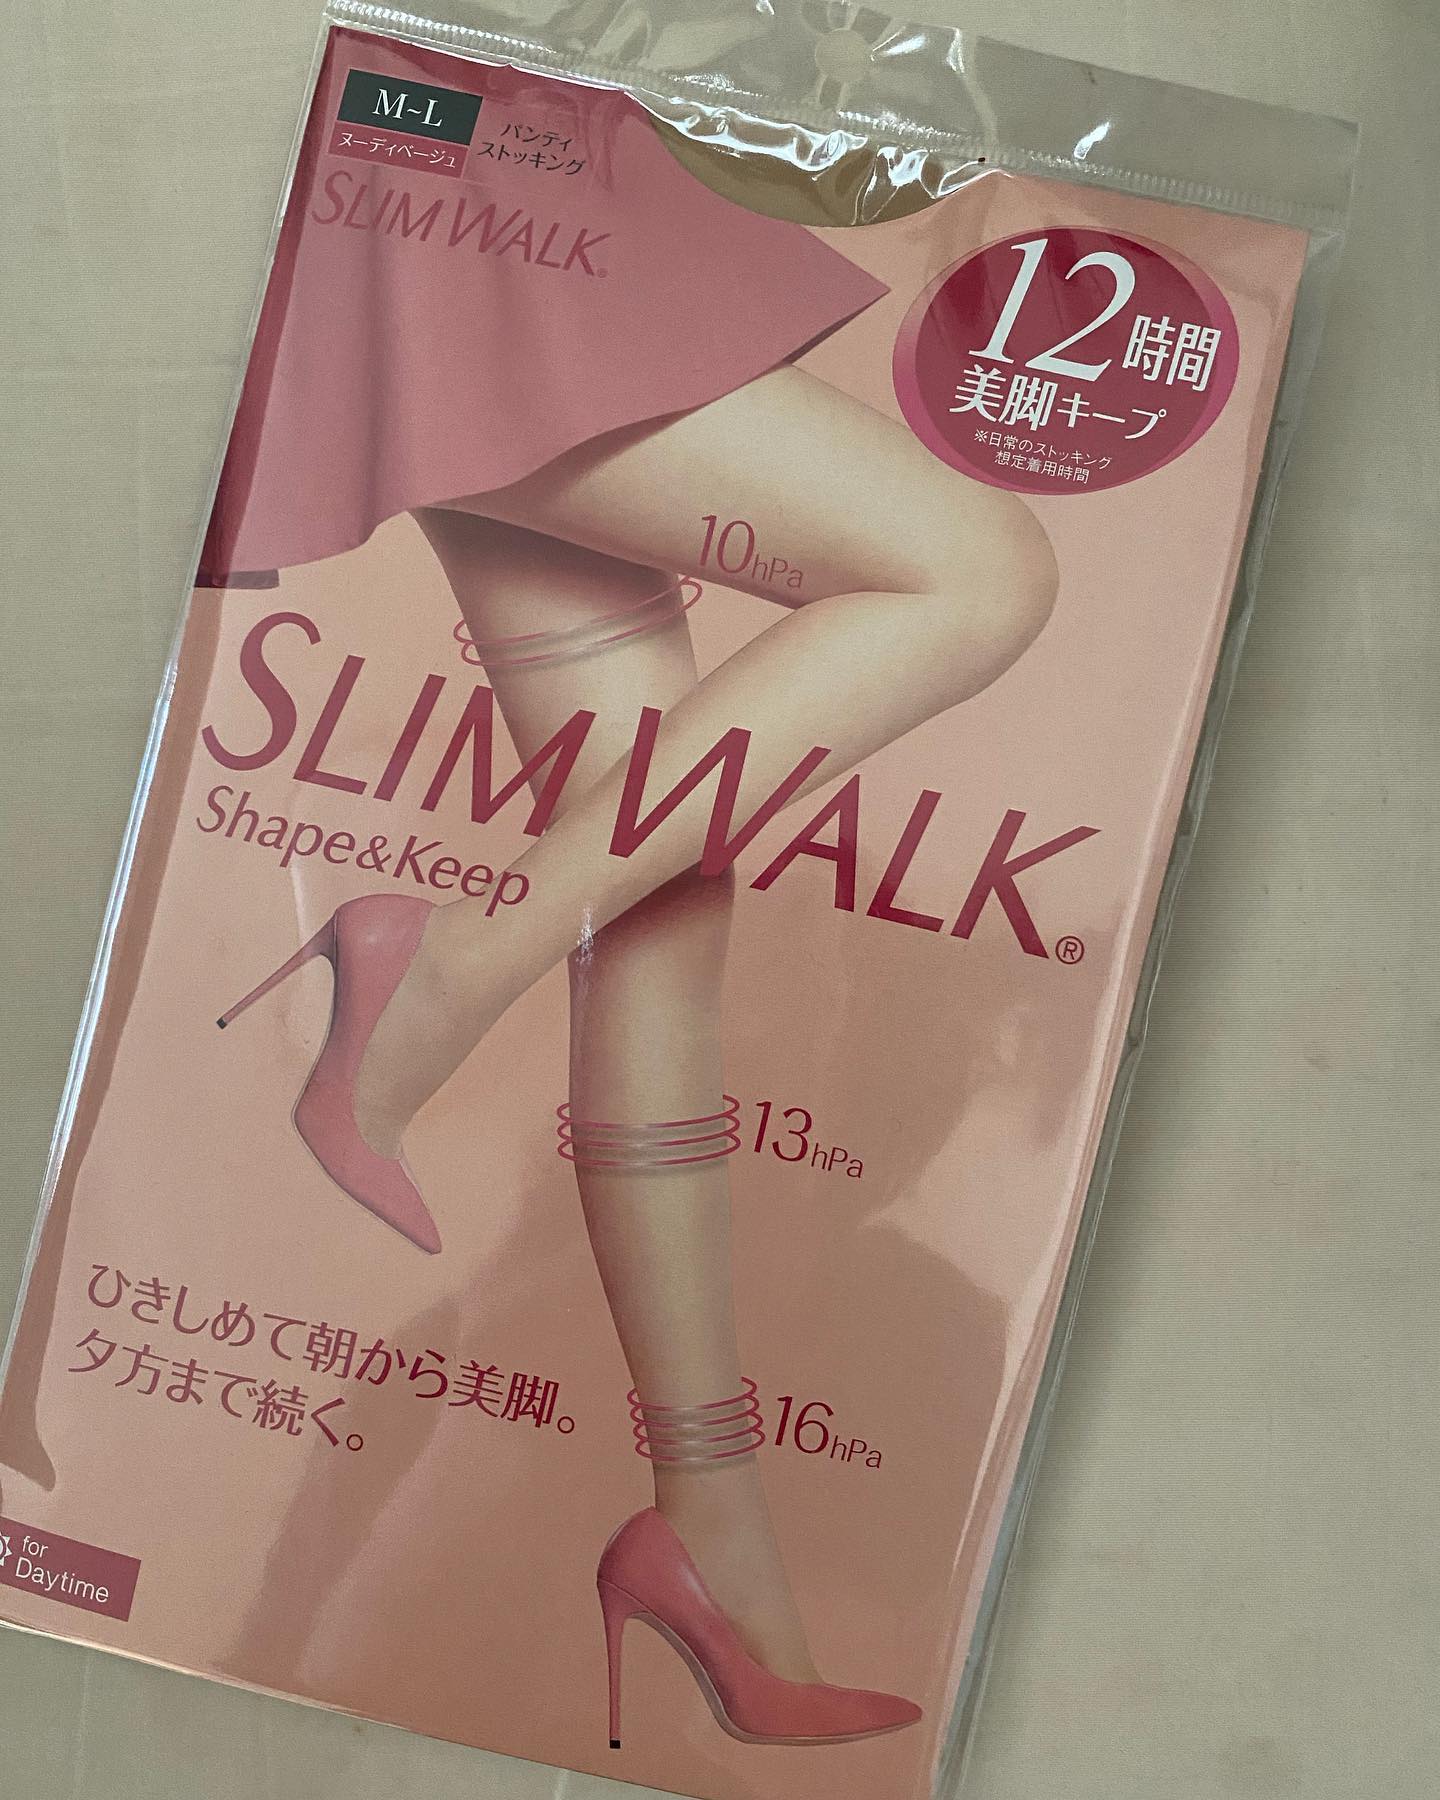 M~L
ヌーディベージュ
パンティ
ストッキング
SLIM WALK®
12時間
美脚キープ
※日常のストッキング
想定着用時間
10hPa
SLIM WALK®
Shape&Keep
13hPa
ひきしめて朝から美脚。
夕方まで続く。
16hPa
for
Daytime